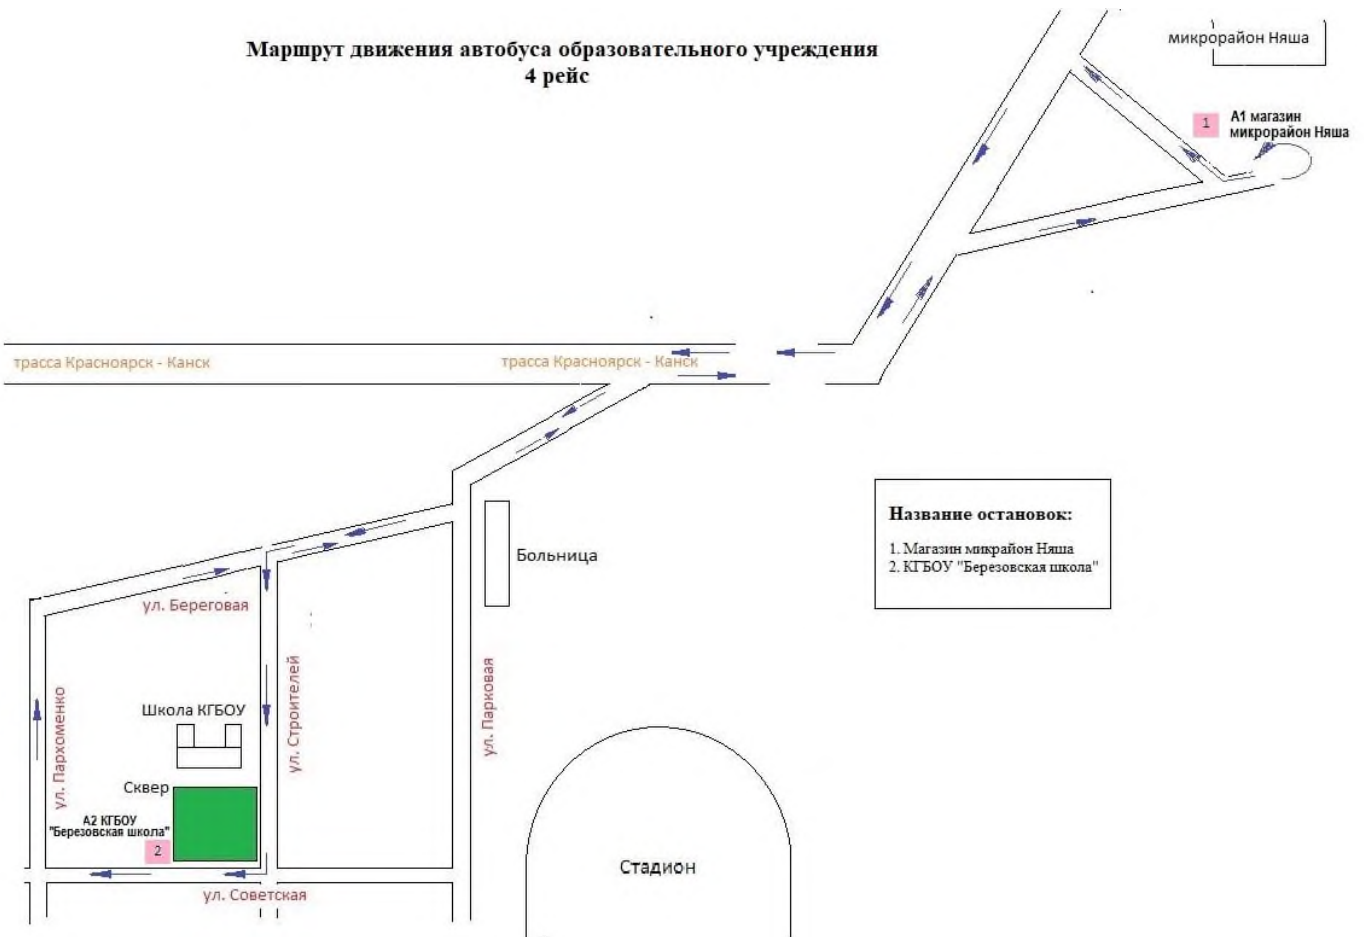 Маршрут движения автобуса образовательного учреждения
4 рейс
микрорайон Няша
1
А1 магазин
микрорайон Няша
трасса Красноярск - Канск
трасса Красноярск - Канск
Название остановок:
1. Магазин микрайон Няша
2. КГБОУ "Березовская школа"
Больница
ул. Береговая
ул. Пархоменко
ул. Строителей
ул. Парковая
Школа КГБОУ
Сквер
А2 КГБОУ
"Березовская школа"
2
Стадион
ул. Советская